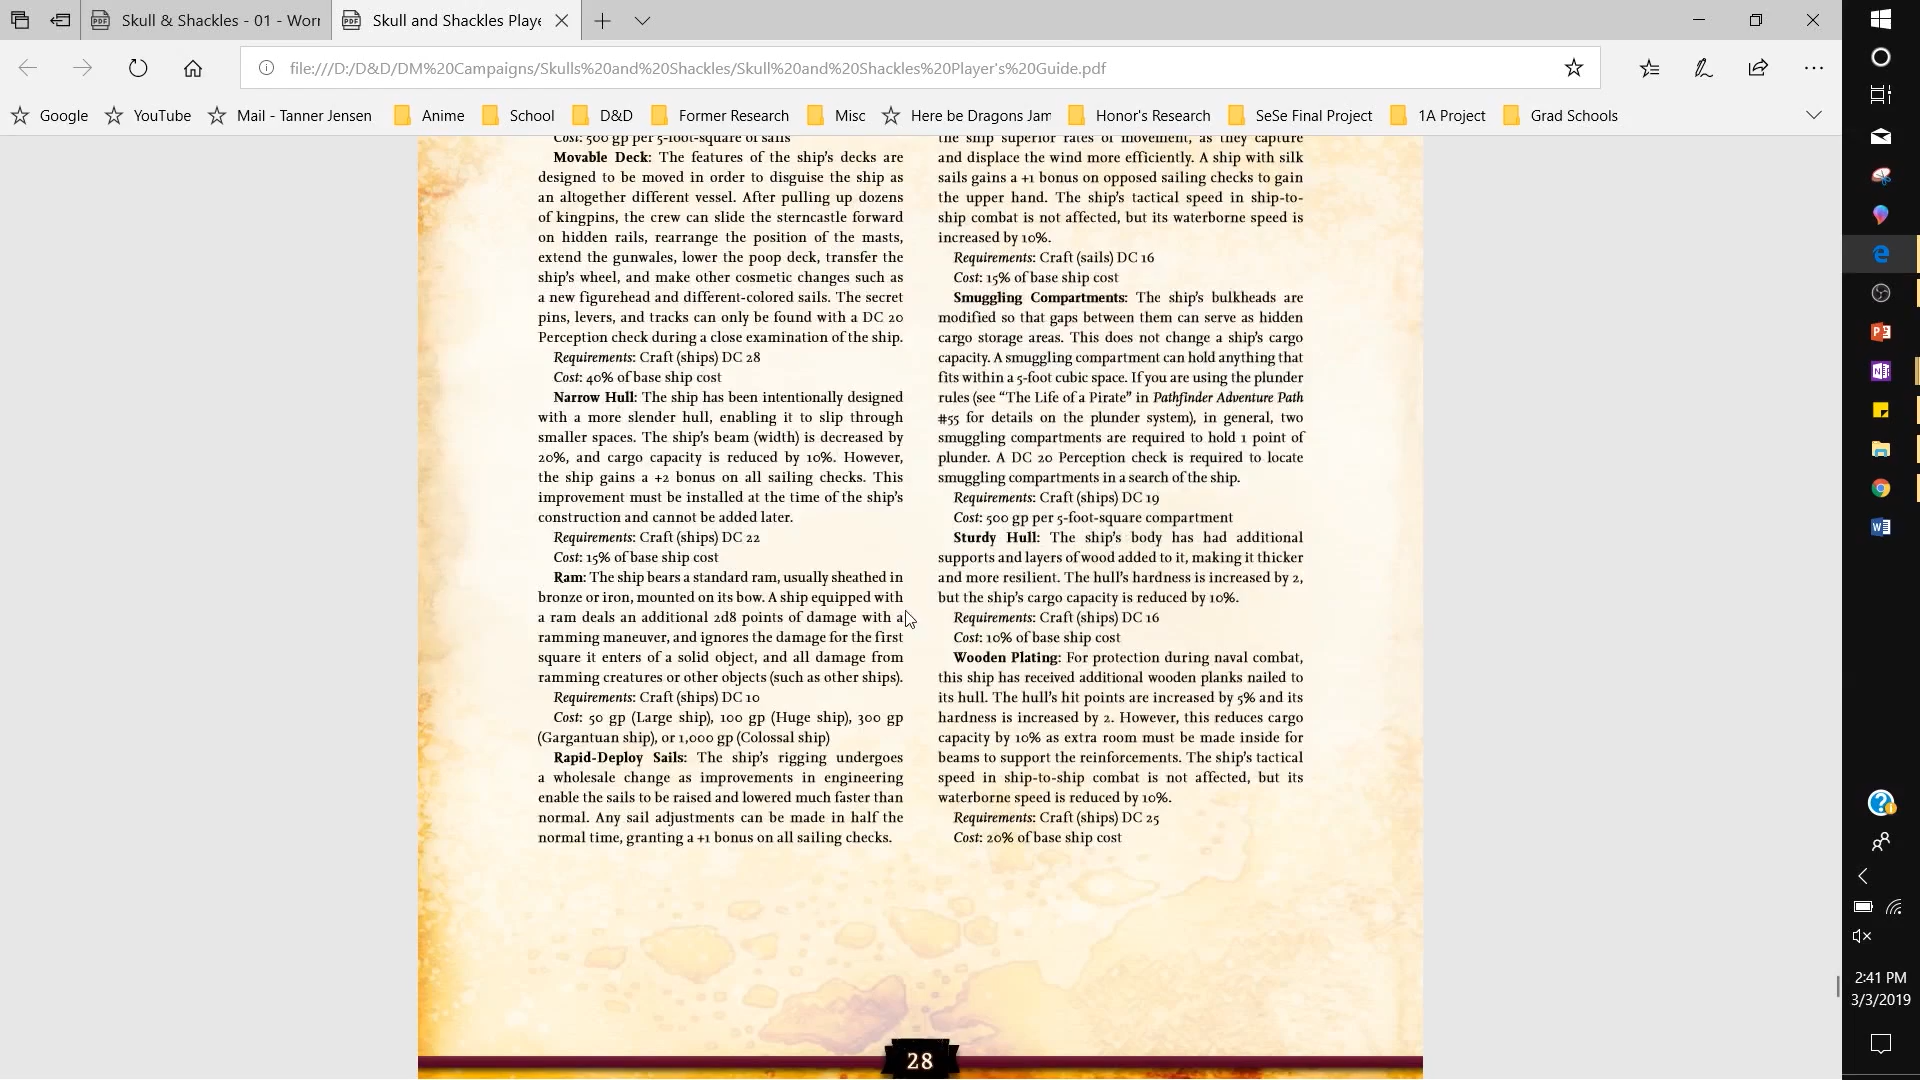 Skull & Shackles - 01 - Worr
Skull and Shackles Playe
file:///D:/D&D/DM%20Campaigns/Skulls%20and%20Shackles/Skull%20and%20Shackles%20Player's%20Guide.pdf
Google YouTube Mail - Tanner Jensen Anime School D&D Former Research Misc Here be Dragons Jam Honor's Research SeSe Final Project 1A Project Grad Schools
Cost: 500 gp per 5-foot-square of sails
Movable Deck: The features of the ship's decks are
designed to be moved in order to disguise the ship as
an altogether different vessel. After pulling up dozens
of kingpins, the crew can slide the sterncastle forward
on hidden rails, rearrange the position of the masts,
extend the gunwales, lower the poop deck, transfer the
ship's wheel, and make other cosmetic changes such as
a new figurehead and different-colored sails. The secret
pins, levers, and tracks can only be found with a DC 20
Perception check during a close examination of the ship.
Requirements: Craft (ships) DC 28
Cost: 40% of base ship cost
Narrow Hull: The ship has been intentionally designed
with a more slender hull, enabling it to slip through
smaller spaces. The ship's beam (width) is decreased by
20%, and cargo capacity is reduced by 10%. However,
the ship gains a +2 bonus on all sailing checks. This
improvement must be installed at the time of the ship's
construction and cannot be added later.
Requirements: Craft (ships) DC 22
Cost: 15% of base ship cost
Ram: The ship bears a standard ram, usually sheathed in
bronze or iron, mounted on its bow. A ship equipped with
a ram deals an additional 2d8 points of damage with a
ramming maneuver, and ignores the damage for the first
square it enters of a solid object, and all damage from
ramming creatures or other objects (such as other ships).
Requirements: Craft (ships) DC 10
Cost: 50 gp (Large ship), 100 gp (Huge ship), 300 gp
(Gargantuan ship), or 1,000 gp (Colossal ship)
Rapid-Deploy Sails: The ship's rigging undergoes
a wholesale change as improvements in engineering
enable the sails to be raised and lowered much faster than
normal. Any sail adjustments can be made in half the
normal time, granting a +1 bonus on all sailing checks.
the ship superior rates of movement, as they capture
and displace the wind more efficiently. A ship with silk
sails gains a +1 bonus on opposed sailing checks to gain
the upper hand. The ship's tactical speed in ship-to-
ship combat is not affected, but its waterborne speed is
increased by 10%.
Requirements: Craft (sails) DC 16
Cost: 15% of base ship cost
Smuggling Compartments: The ship's bulkheads are
modified so that gaps between them can serve as hidden
cargo storage areas. This does not change a ship's cargo
capacity. A smuggling compartment can hold anything that
fits within a 5-foot cubic space. If you are using the plunder
rules (see “The Life of a Pirate” in Pathfinder Adventure Path
#55 for details on the plunder system), in general, two
smuggling compartments are required to hold 1 point of
plunder. A DC 20 Perception check is required to locate
smuggling compartments in a search of the ship.
Requirements: Craft (ships) DC 19
Cost: 500 gp per 5-foot-square compartment
Sturdy Hull: The ship's body has had additional
supports and layers of wood added to it, making it thicker
and more resilient. The hull's hardness is increased by 2,
but the ship's cargo capacity is reduced by 10%.
Requirements: Craft (ships) DC 16
Cost: 10% of base ship cost
Wooden Plating: For protection during naval combat,
this ship has received additional wooden planks nailed to
its hull. The hull's hit points are increased by 5% and its
hardness is increased by 2. However, this reduces cargo
capacity by 10% as extra room must be made inside for
beams to support the reinforcements. The ship's tactical
speed in ship-to-ship combat is not affected, but its
waterborne speed is reduced by 10%.
Requirements: Craft (ships) DC 25
Cost: 20% of base ship cost
28
2:41 PM
3/3/2019